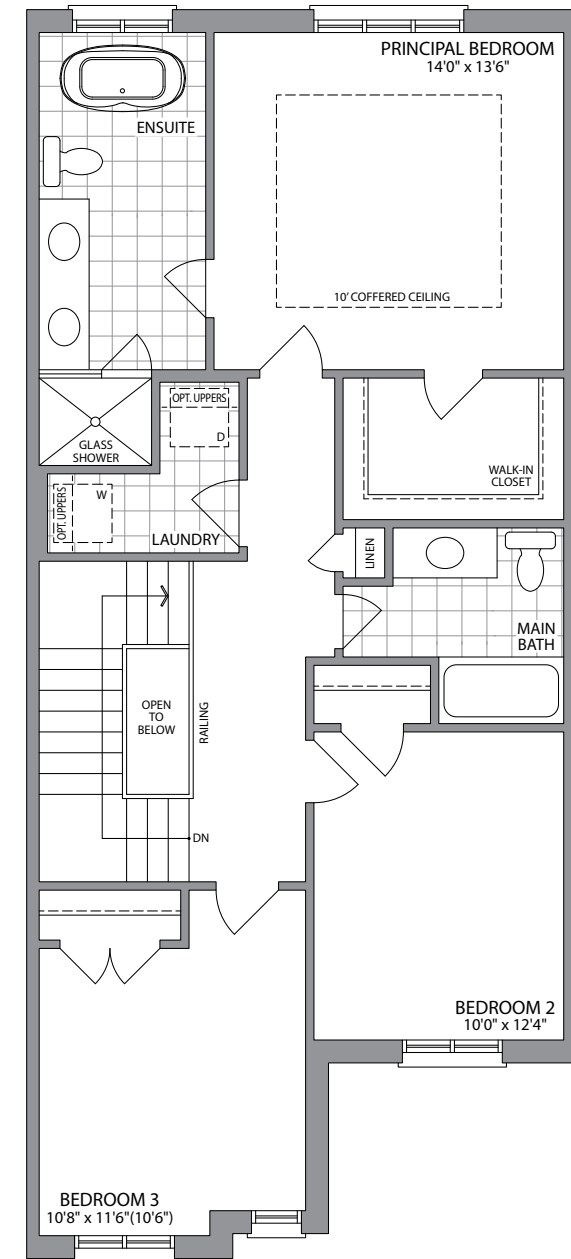 PRINCIPAL BEDROOM
14'0" x 13'6"
ENSUITE
10' COFFERED CEILING
OPT. UPPERS
D
GLASS
SHOWER
WALK-IN
CLOSET
OPT. UPPERS
W
LAUNDRY
LINEN
MAIN
BATH
OPEN
TO
BELOW
RAILING
DN
BEDROOM 2
10'0" x 12'4"
BEDROOM 3
10'8" x 11'6"(10'6")